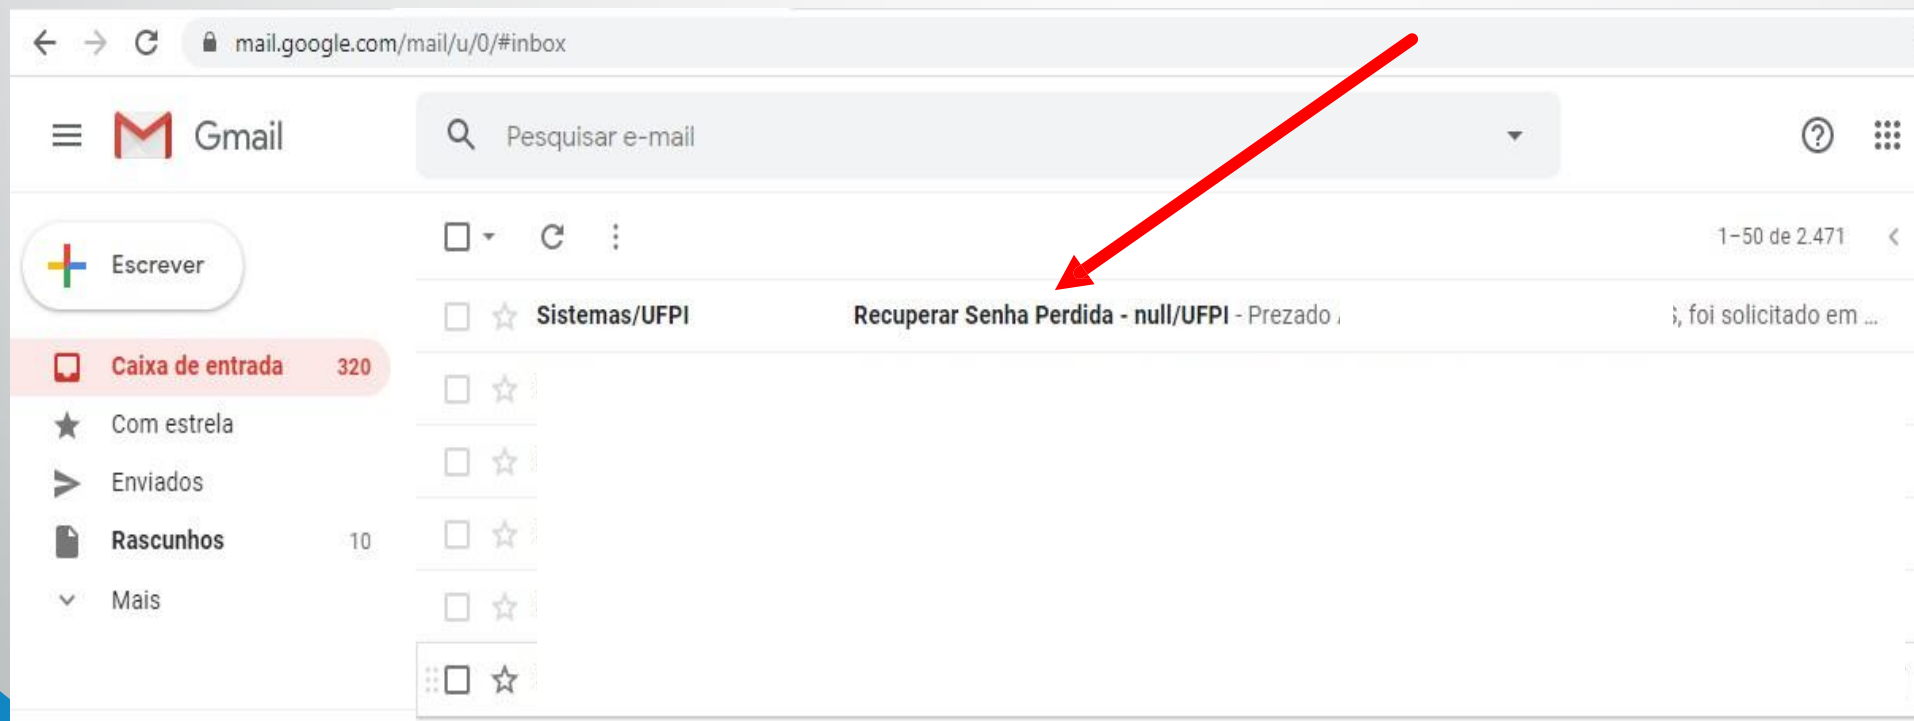 mail.google.com/mail/u/0/#inbox
Gmail
Pesquisar e-mail
1–50 de 2.471
Escrever
Sistemas/UFPI Recuperar Senha Perdida - null/UFPI - Prezado , foi solicitado em ...
Caixa de entrada 320
Com estrela
Enviados
Rascunhos 10
Mais